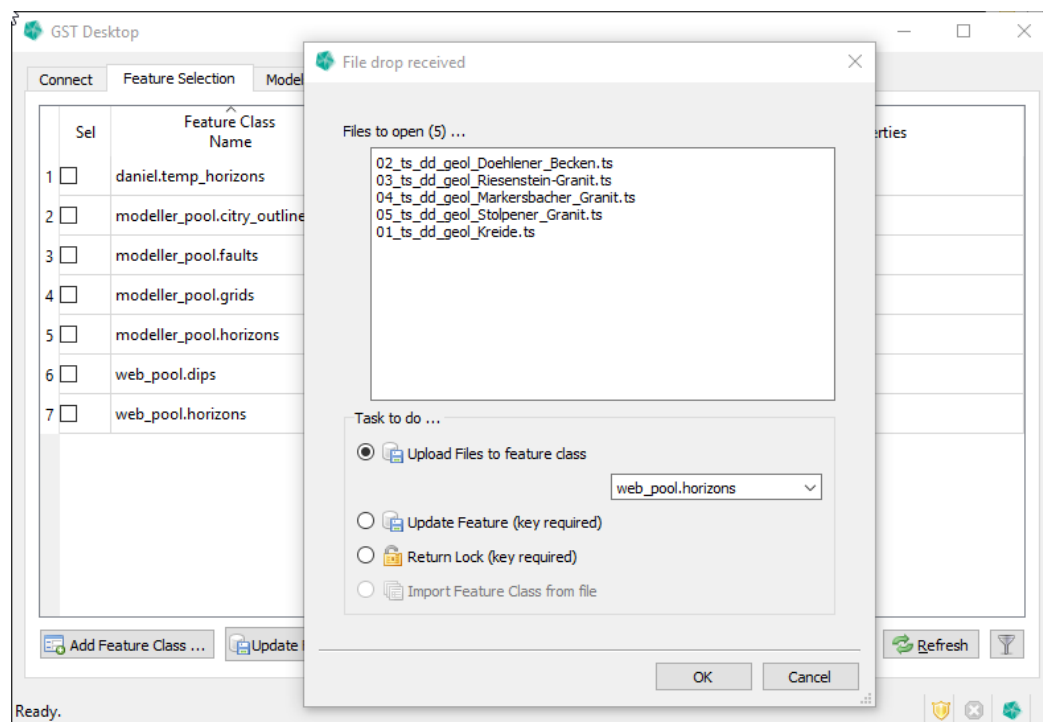 GST Desktop
File drop received
Connect
Feature Selection
Model
Sel
Feature Class
Name
1 daniel.temp_horizons
2 modeller_pool.citry_outline
3 modeller_pool.faults
4 modeller_pool.grids
5 modeller_pool.horizons
6 web_pool.dips
7 web_pool.horizons
erties
Files to open (5) ...
02_ts_dd_geol_Doehlener_Becken.ts
03_ts_dd_geol_Riesenstein-Granit.ts
04_ts_dd_geol_Markersbacher_Granit.ts
05_ts_dd_geol_Stolpener_Granit.ts
01_ts_dd_geol_Kreide.ts
Task to do ...
Upload Files to feature class
web_pool.horizons
Update Feature (key required)
Return Lock (key required)
Import Feature Class from file
OK
Cancel
Add Feature Class ...
Update
Refresh
Ready.